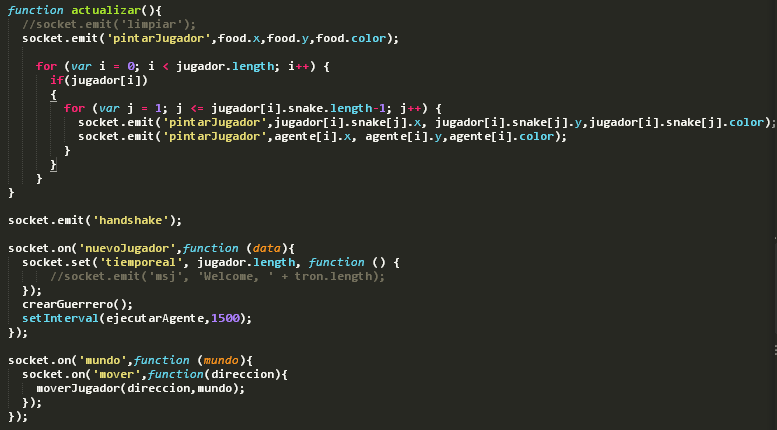 function actualizar(){
//socket.emit('limpiar');
socket.emit('pintarJugador',food.x,food.y,food.color);
for (var i = 0; i < jugador.length; i++) {
if(jugador[i])
{
for (var j = 1; j <= jugador[i].snake.length-1; j++) {
socket.emit('pintarJugador',jugador[i].snake[j].x, jugador[i].snake[j].y,jugador[i].snake[j].color);
socket.emit('pintarJugador',agente[i].x, agente[i].y,agente[i].color);
}
}
}
}
socket.emit('handshake');
socket.on('nuevoJugador',function (data){
socket.set('tiemporeal', jugador.length, function () {
//socket.emit('msj', 'Welcome, ' + tron.length);
});
crearGuerrero();
setInterval(ejecutarAgente,1500);
});
socket.on('mundo',function (mundo){
socket.on('mover',function(direccion){
moverJugador(direccion,mundo);
});
});